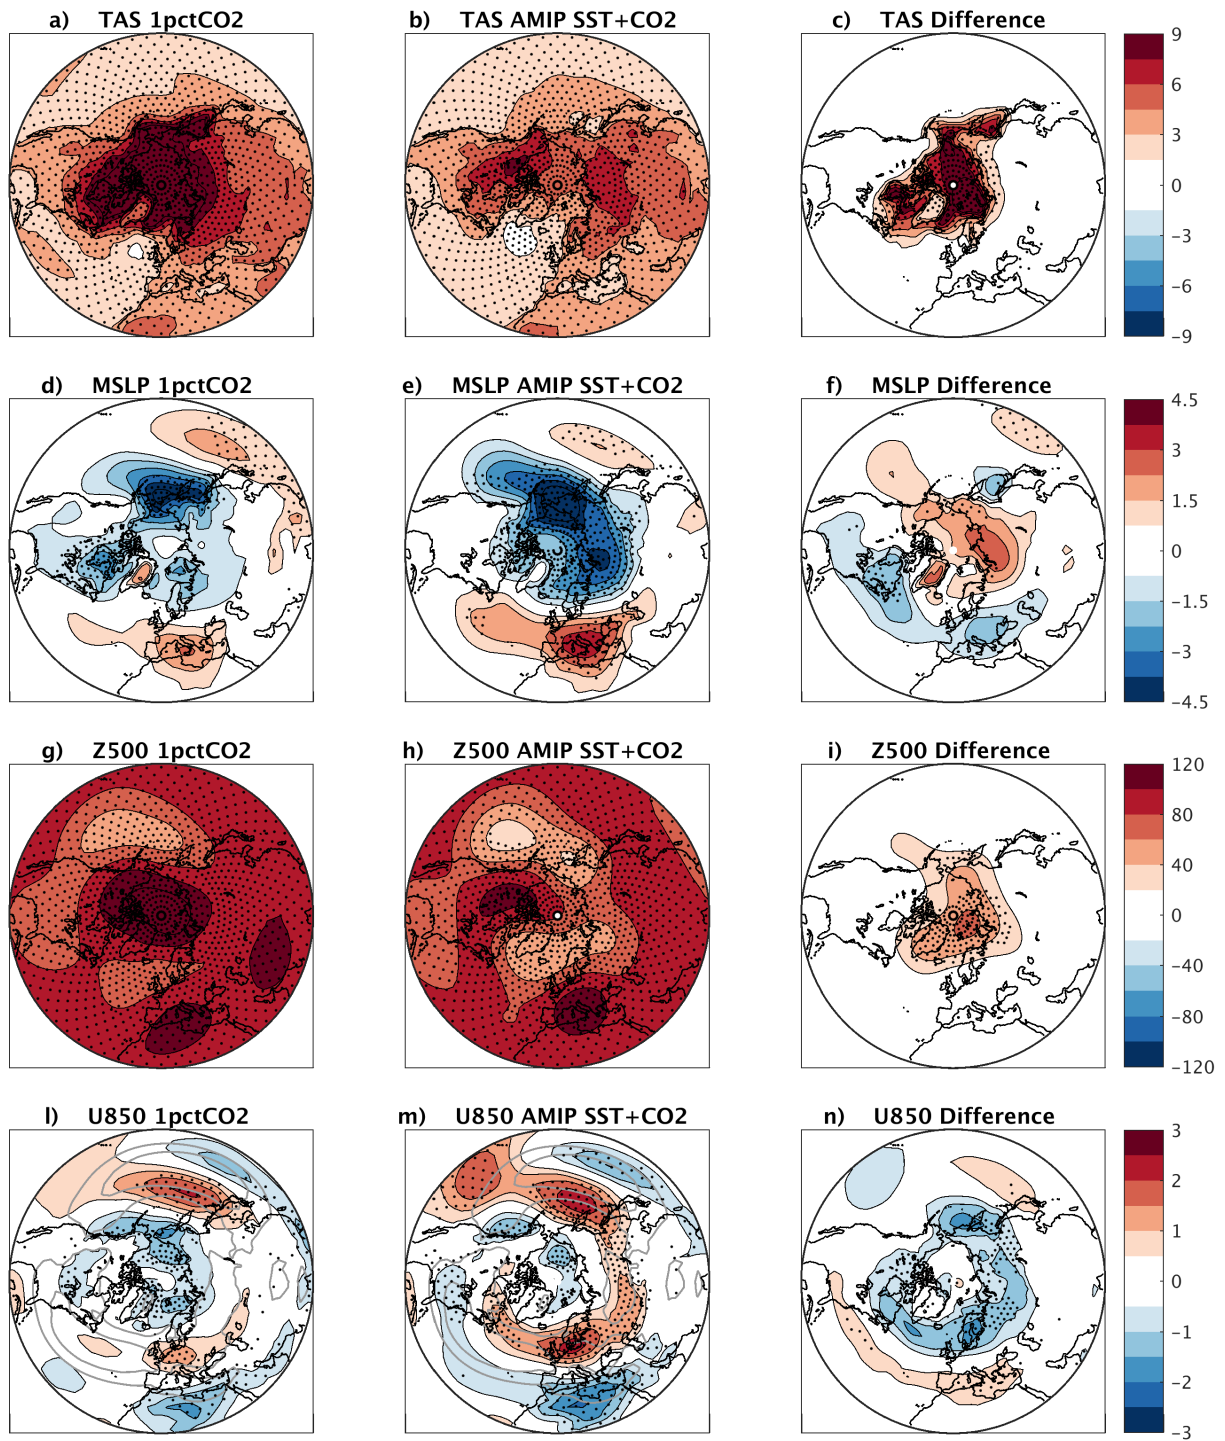 a) TAS 1pctCO2
b) TAS AMIP SST+CO2
c) TAS Difference
9
6
3
0
−3
−6
−9
d) MSLP 1pctCO2
e) MSLP AMIP SST+CO2
f) MSLP Difference
4.5
3
1.5
0
−1.5
−3
−4.5
g) Z500 1pctCO2
h) Z500 AMIP SST+CO2
i) Z500 Difference
120
80
40
0
−40
−80
−120
l) U850 1pctCO2
m) U850 AMIP SST+CO2
n) U850 Difference
3
2
1
0
−1
−2
−3